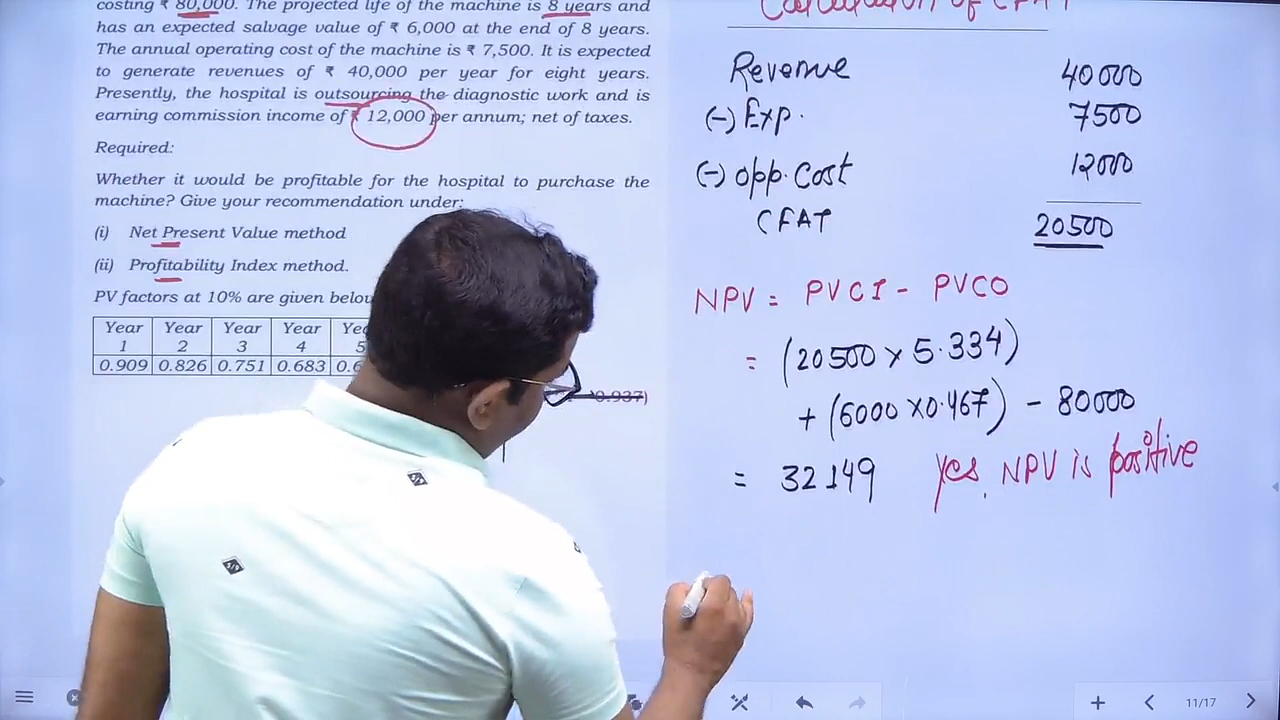 costing ₹ 80,000. The projected life of the machine is 8 years and
has an expected salvage value of ₹ 6,000 at the end of 8 years.
The annual operating cost of the machine is ₹ 7,500. It is expected
to generate revenues of ₹ 40,000 per year for eight years.
Presently, the hospital is outsourcing the diagnostic work and is
earning commission income of ₹ 12,000 per annum; net of taxes.
Required:
Whether it would be profitable for the hospital to purchase the
machine? Give your recommendation under:
(i) Net Present Value method
(ii) Profitability Index method.
PV factors at 10% are given
Year Year Year Year
1 2 3 4 5
0.909 0.826 0.751 0.683
0.937)
Calculation of CFAT
Revenue 40000
(-) Exp. 7500
(-) Opp. Cost 12000
CFAT 20500
NPV = PVCI - PVCO
= (20500 × 5.334)
+ (6000 × 0.467) - 80000
= 32149 Yes, NPV is positive
11/17